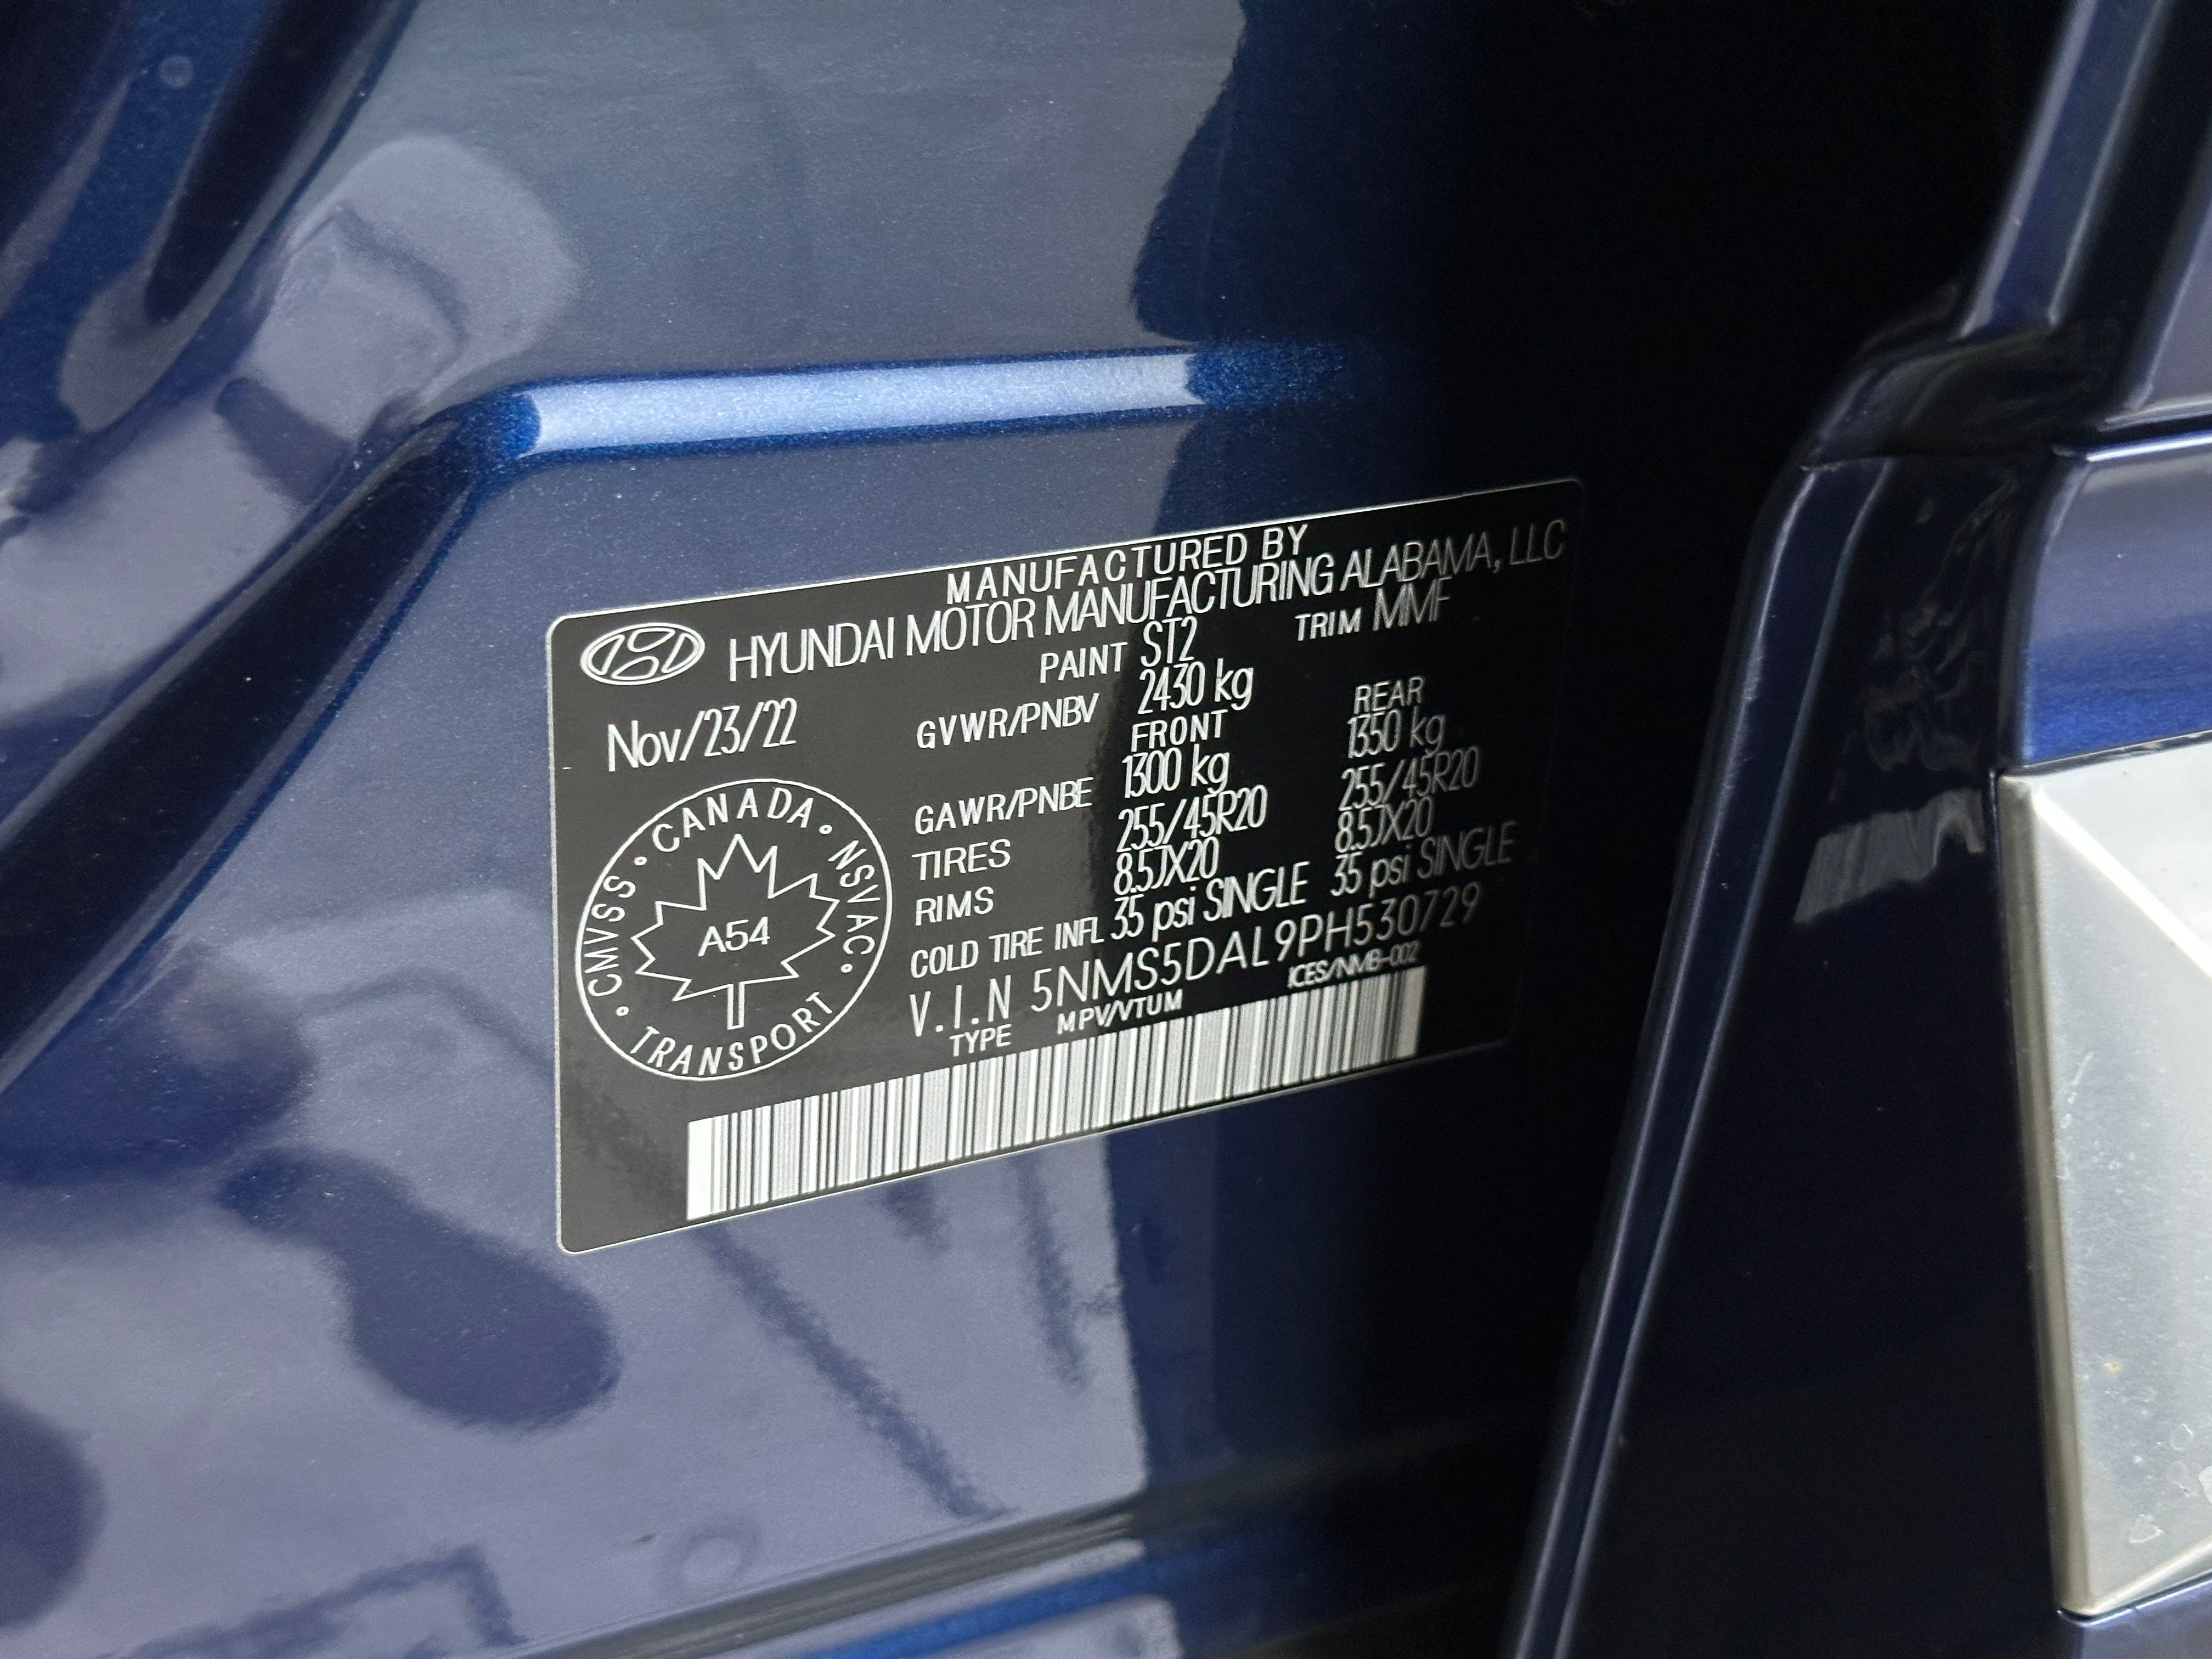 MANUFACTURED BY
HYUNDAI MOTOR MANUFACTURING ALABAMA, LLC
PAINT ST2 TRIM MMF
Nov/23/22
GVWR/PNBV 2430 kg
FRONT REAR
GAWR/PNBE 1300 kg 1350 kg
TIRES 255/45R20 255/45R20
RIMS 8.5JX20 8.5JX20
COLD TIRE INFL 35 psi SINGLE 35 psi SINGLE
V.I.N 5NMS5DAL9PH530729
TYPE MPV/VTUM ICES/NMB-002
CMVSS • CANADA • NSVAC • TRANSPORT •
A54